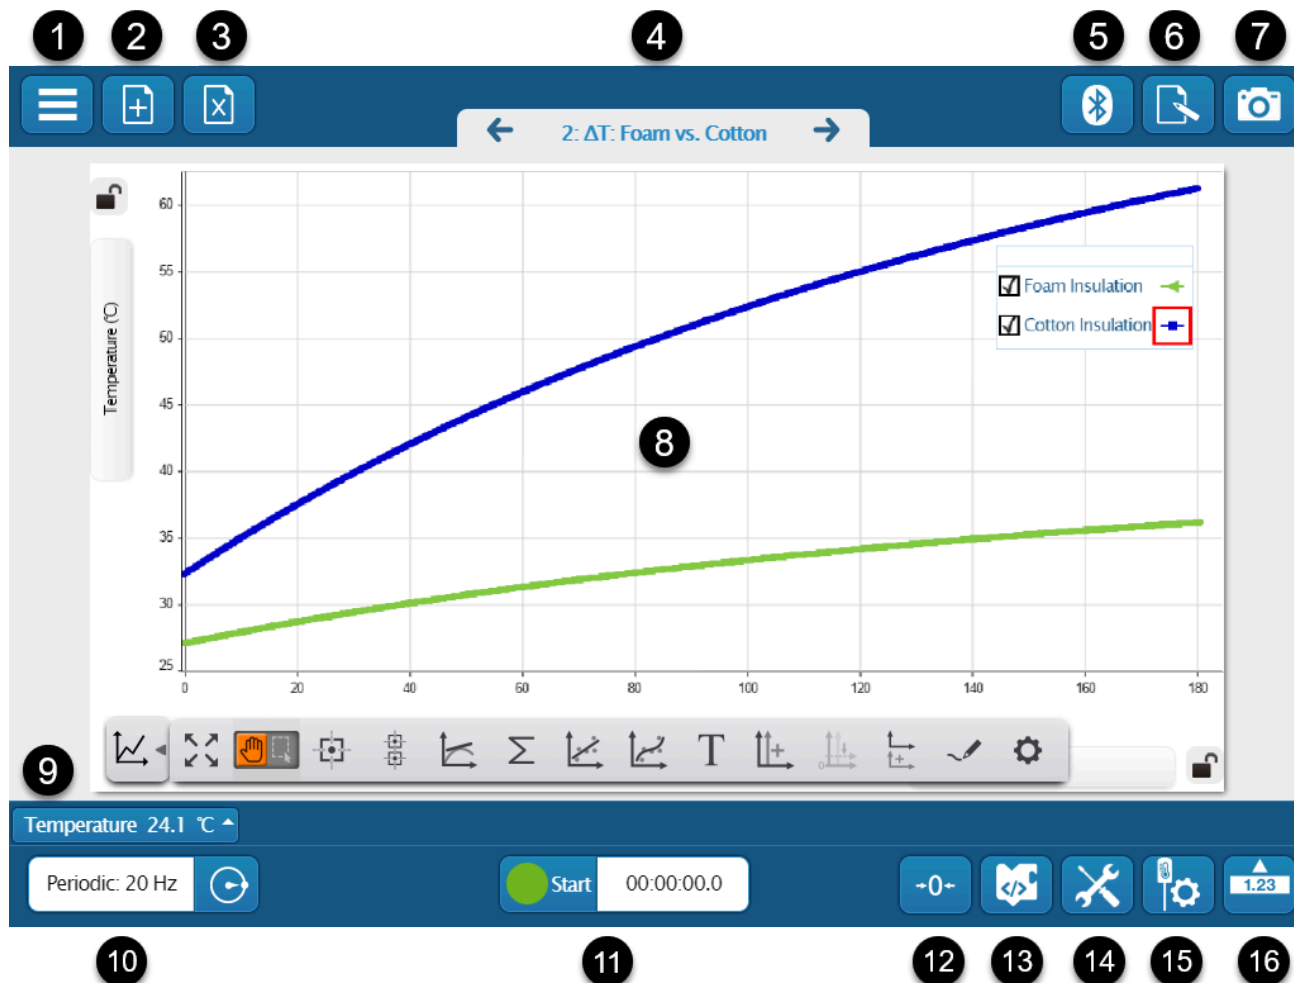 1 2 3 4 5 6 7
2: ΔT: Foam vs. Cotton
60
55
50
45
40
35
30
25
Temperature (℃)
Foam Insulation
Cotton Insulation
8
0 20 40 60 80 100 120 140 160 180
Σ T
0
9
Temperature 24.1 ℃
Periodic: 20 Hz
Start 00:00:00.0
→0←
</>
1.23
10 11 12 13 14 15 16